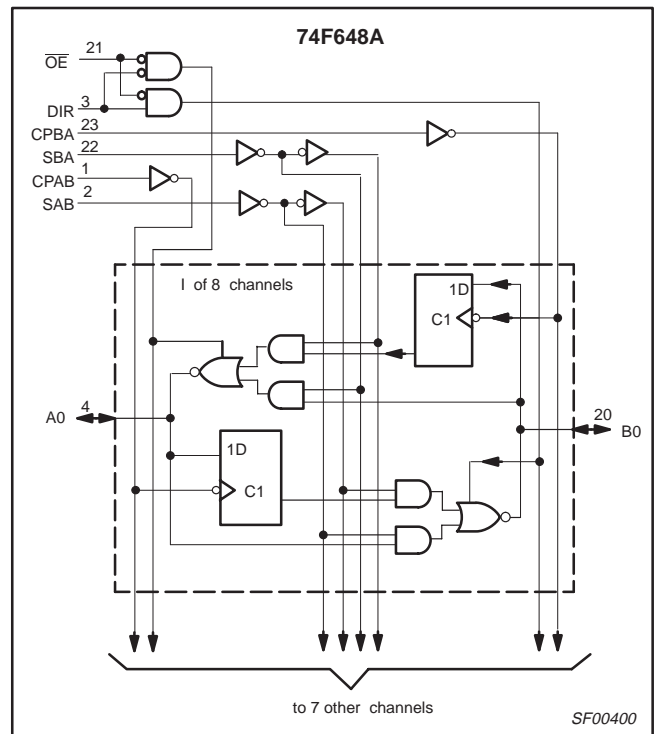 74F648A
OE 21
DIR 3
CPBA 23
SBA 22
CPAB 1
SAB 2
I of 8 channels
1D
C1
A0 4
20 B0
1D
C1
to 7 other channels
SF00400